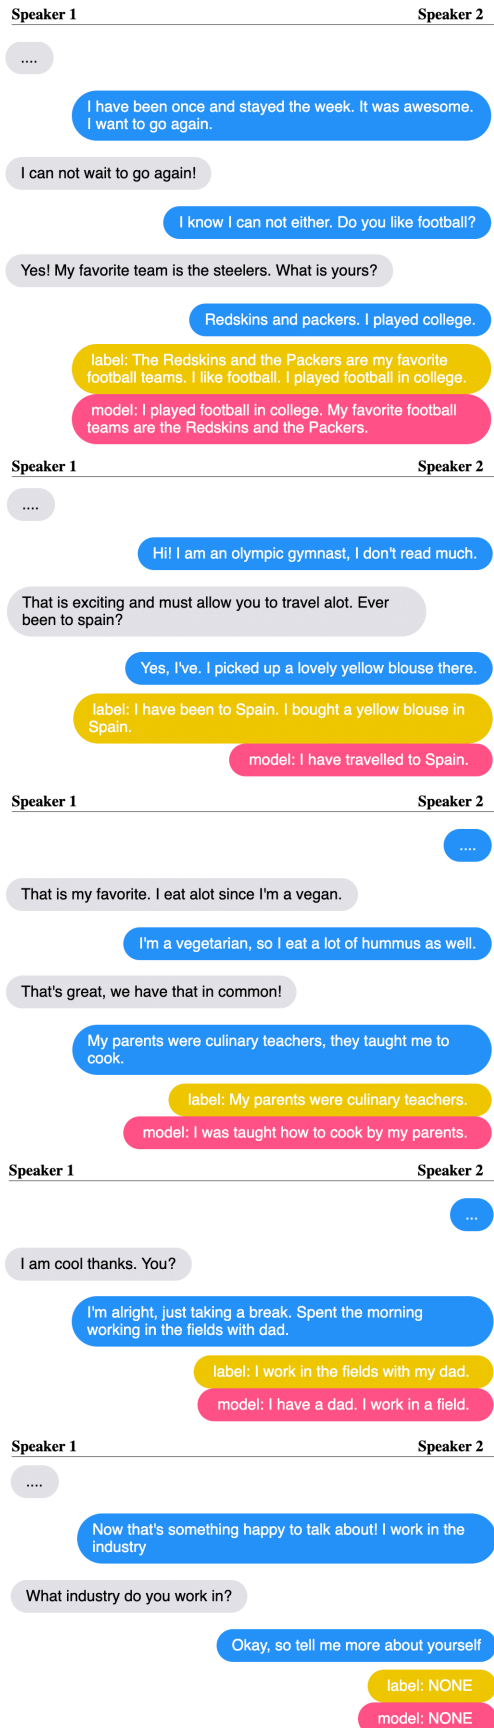 Speaker 1 Speaker 2
....
I have been once and stayed the week. It was awesome.
I want to go again.
I can not wait to go again!
I know I can not either. Do you like football?
Yes! My favorite team is the steelers. What is yours?
Redskins and packers. I played college.
label: The Redskins and the Packers are my favorite
football teams. I like football. I played football in college.
model: I played football in college. My favorite football
teams are the Redskins and the Packers.
Speaker 1 Speaker 2
....
Hi! I am an olympic gymnast, I don't read much.
That is exciting and must allow you to travel alot. Ever
been to spain?
Yes, I've. I picked up a lovely yellow blouse there.
label: I have been to Spain. I bought a yellow blouse in
Spain.
model: I have travelled to Spain.
Speaker 1 Speaker 2
....
That is my favorite. I eat alot since I'm a vegan.
I'm a vegetarian, so I eat a lot of hummus as well.
That's great, we have that in common!
My parents were culinary teachers, they taught me to
cook.
label: My parents were culinary teachers.
model: I was taught how to cook by my parents.
Speaker 1 Speaker 2
...
I am cool thanks. You?
I'm alright, just taking a break. Spent the morning
working in the fields with dad.
label: I work in the fields with my dad.
model: I have a dad. I work in a field.
Speaker 1 Speaker 2
....
Now that's something happy to talk about! I work in the
industry
What industry do you work in?
Okay, so tell me more about yourself
label: NONE
model: NONE